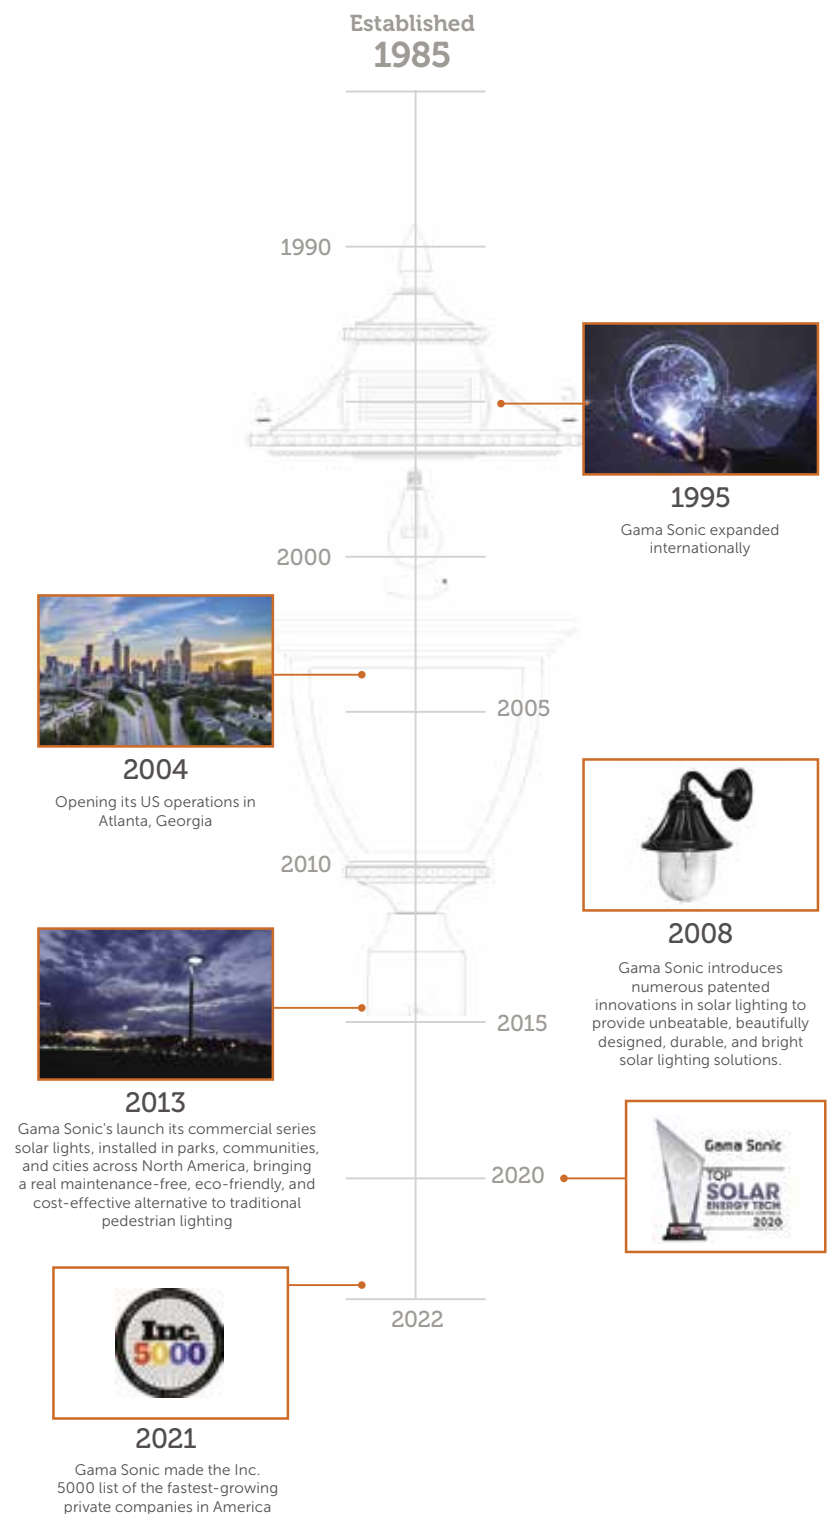 Established
1985
1990
1995
Gama Sonic expanded
internationally
2000
2004
Opening its US operations in
Atlanta, Georgia
2005
2010
2008
Gama Sonic introduces
numerous patented
innovations in solar lighting to
provide unbeatable, beautifully
designed, durable, and bright
solar lighting solutions.
2015
2013
Gama Sonic's launch its commercial series
solar lights, installed in parks, communities,
and cities across North America, bringing
a real maintenance-free, eco-friendly, and
cost-effective alternative to traditional
pedestrian lighting
2020
Gama Sonic
TOP
SOLAR
ENERGY TECH
2020
2022
Inc.
5000
2021
Gama Sonic made the Inc.
5000 list of the fastest-growing
private companies in America